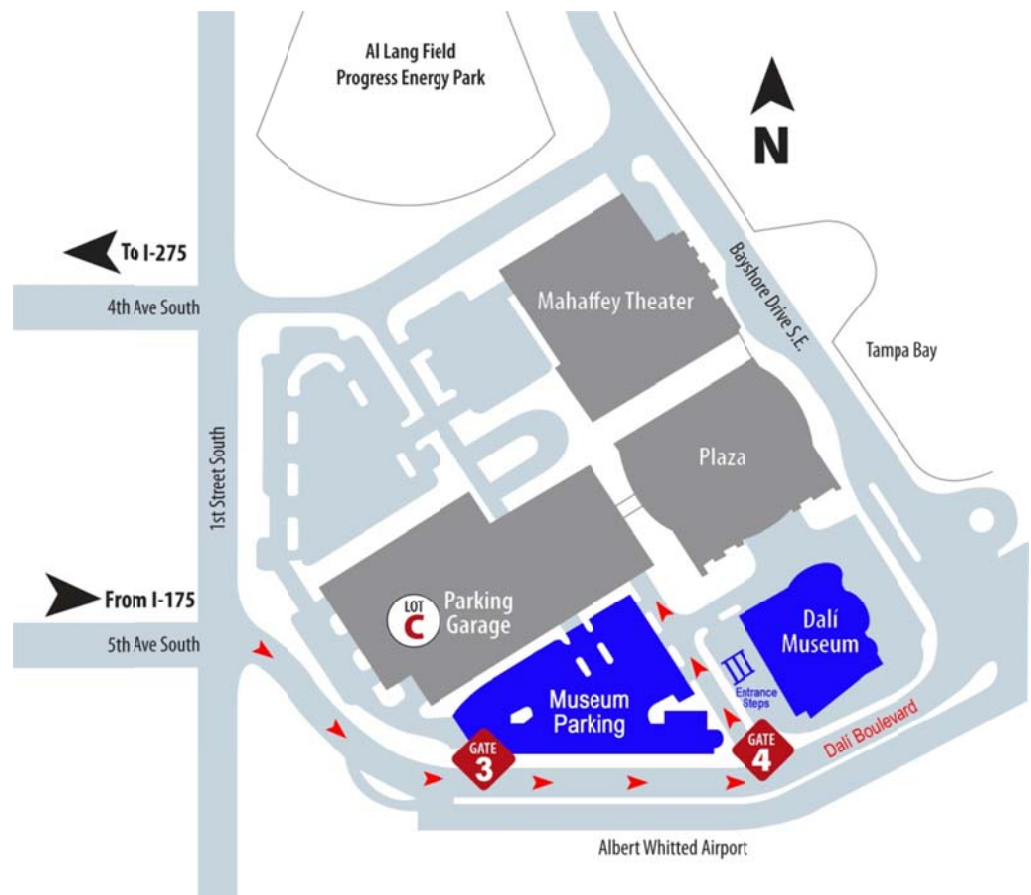 Al Lang Field
Progress Energy Park
N
To I-275
4th Ave South
Mahaffey Theater
Bayshore Drive S.E.
Tampa Bay
1st Street South
Plaza
From I-175
5th Ave South
LOT
C
Parking
Garage
Dalí
Museum
Entrance
Steps
Museum
Parking
GATE
3
GATE
4
Dalí Boulevard
Albert Whitted Airport